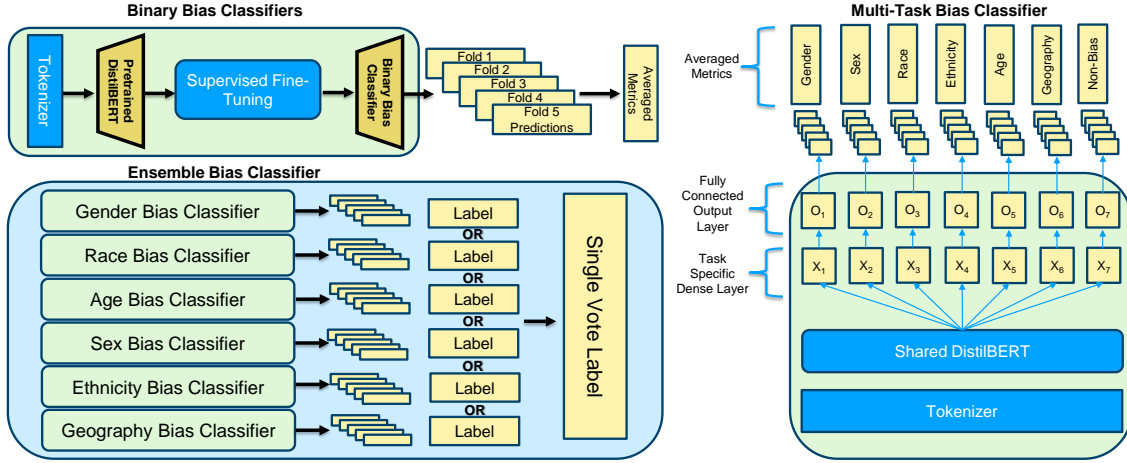 Binary Bias Classifiers
Tokenizer
Pretrained
DistilBERT
Supervised Fine-
Tuning
Binary Bias
Classifier
Fold 1
Fold 2
Fold 3
Fold 4
Fold 5
Predictions
Averaged
Metrics
Ensemble Bias Classifier
Gender Bias Classifier
Label
OR
Race Bias Classifier
Label
OR
Age Bias Classifier
Label
OR
Sex Bias Classifier
Label
OR
Ethnicity Bias Classifier
Label
OR
Geography Bias Classifier
Label
Single Vote Label
Multi-Task Bias Classifier
Averaged
Metrics
Gender
Sex
Race
Ethnicity
Age
Geography
Non-Bias
Fully
Connected
Output
Layer
O1
O2
O3
O4
O5
O6
O7
Task
Specific
Dense Layer
X1
X2
X3
X4
X5
X6
X7
Shared DistilBERT
Tokenizer